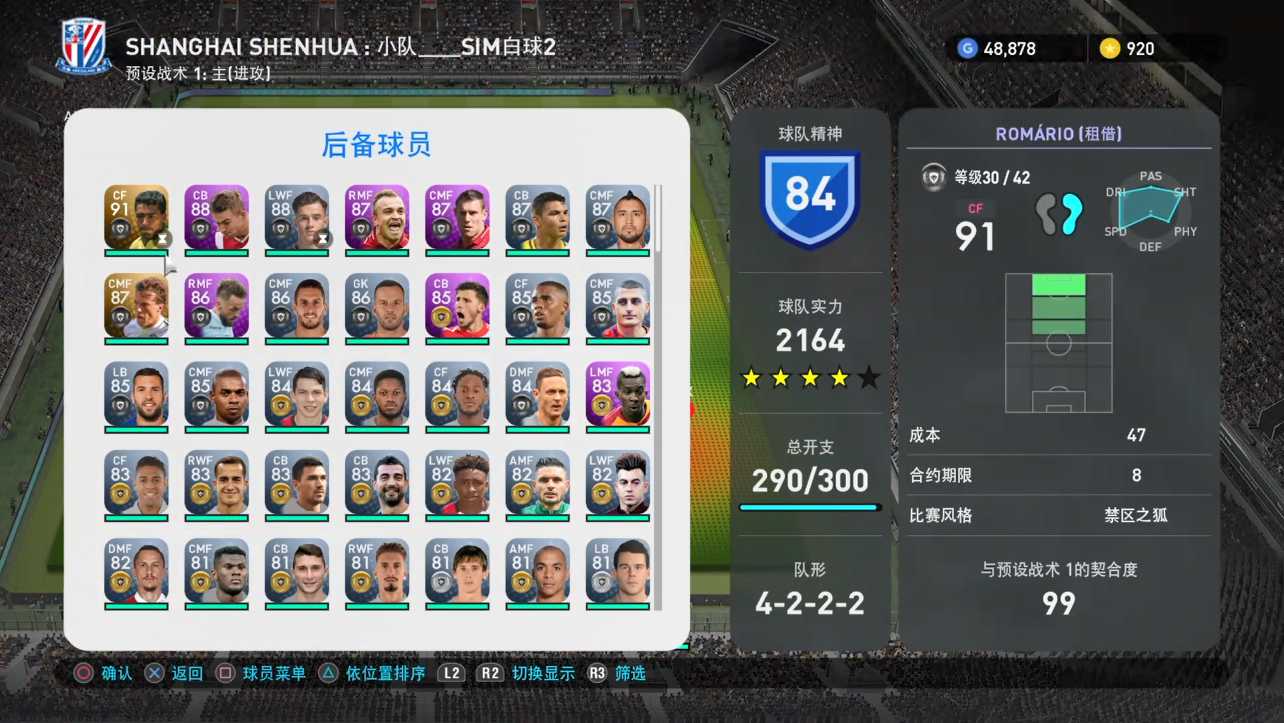 SHANGHAI SHENHUA : 小队____SIM白球2
预设战术 1: 主(进攻)
48,878
920
后备球员
CF 91
CB 88
LWF 88
RMF 87
CMF 87
CB 87
CMF 87
CMF 87
RMF 86
CMF 86
GK 86
CB 85
CF 85
CMF 85
LB 85
CMF 85
LWF 84
CMF 84
CF 84
DMF 84
LMF 83
CF 83
RWF 83
CB 83
CB 83
LWF 82
AMF 82
LWF 82
DMF 82
CMF 81
CB 81
RWF 81
CB 81
AMF 81
LB 81
球队精神
84
球队实力
2164
总开支
290/300
队形
4-2-2-2
ROMÁRIO (租借)
等级30 / 42
CF
91
PAS
DRI SHT
SPD PHY
DEF
成本 47
合约期限 8
比赛风格 禁区之狐
与预设战术 1的契合度
99
确认 返回 球员菜单 依位置排序 L2 R2 切换显示 R3 筛选